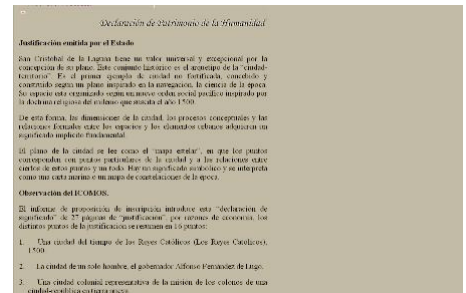 Declaración de Patrimonio de la Humanidad
Justificación emitida por el Estado
San Cristóbal de la Laguna tiene un valor universal y excepcional por la
concepción de su plano. Este conjunto histórico es el arquetipo de la "ciudad-
territorio". Es el primer ejemplo de ciudad no fortificada, concebido y
construido según un plano inspirado en la navegación, la ciencia de la época.
Su espacio está organizado según un nuevo orden social pacífico inspirado por
la doctrina religiosa del milenio que suscita el año 1500.
De esta forma, las dimensiones de la ciudad, los procesos conceptuales y las
relaciones formales entre los espacios y los elementos urbanos adquieren un
significado implícito fundamental.
El plano de la ciudad se lee como el "mapa estelar", en que los puntos
corresponden con puntos particulares de la ciudad y a las relaciones entre
ciertos de estos puntos y un todo. Hay un significado simbólico y se interpreta
como una carta marina o un mapa de constelaciones de la época.
Observación del ICOMOS.
El informe de proposición de inscripción introduce esta "declaración de
significado" de 27 páginas de "justificación", por razones de economía, los
distintos puntos de la justificación se resumen en 16 puntos:
1. Una ciudad del tiempo de los Reyes Católicos (Los Reyes Católicos),
1500.
2. La ciudad de un solo hombre, el gobernador Alfonso Fernández de Lugo.
3. Una ciudad colonial representativa de la misión de los colonos de una
ciudad-república en tierra nueva.